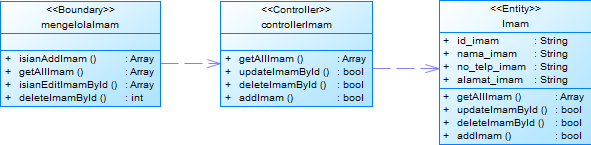 <<Boundary>>
mengelolaImam
+ isianAddImam () : Array
+ getAllImam () : Array
+ isianEditImamById () : Array
+ deleteImamById () : int
<<Controller>>
controllerImam
+ getAllImam () : Array
+ updateImamById () : bool
+ deleteImamById () : bool
+ addImam () : bool
<<Entity>>
Imam
+ id_imam : String
+ nama_imam : String
+ no_telp_imam : String
+ alamat_imam : String
+ getAllImam () : Array
+ updateImamById () : bool
+ deleteImamById () : bool
+ addImam () : bool